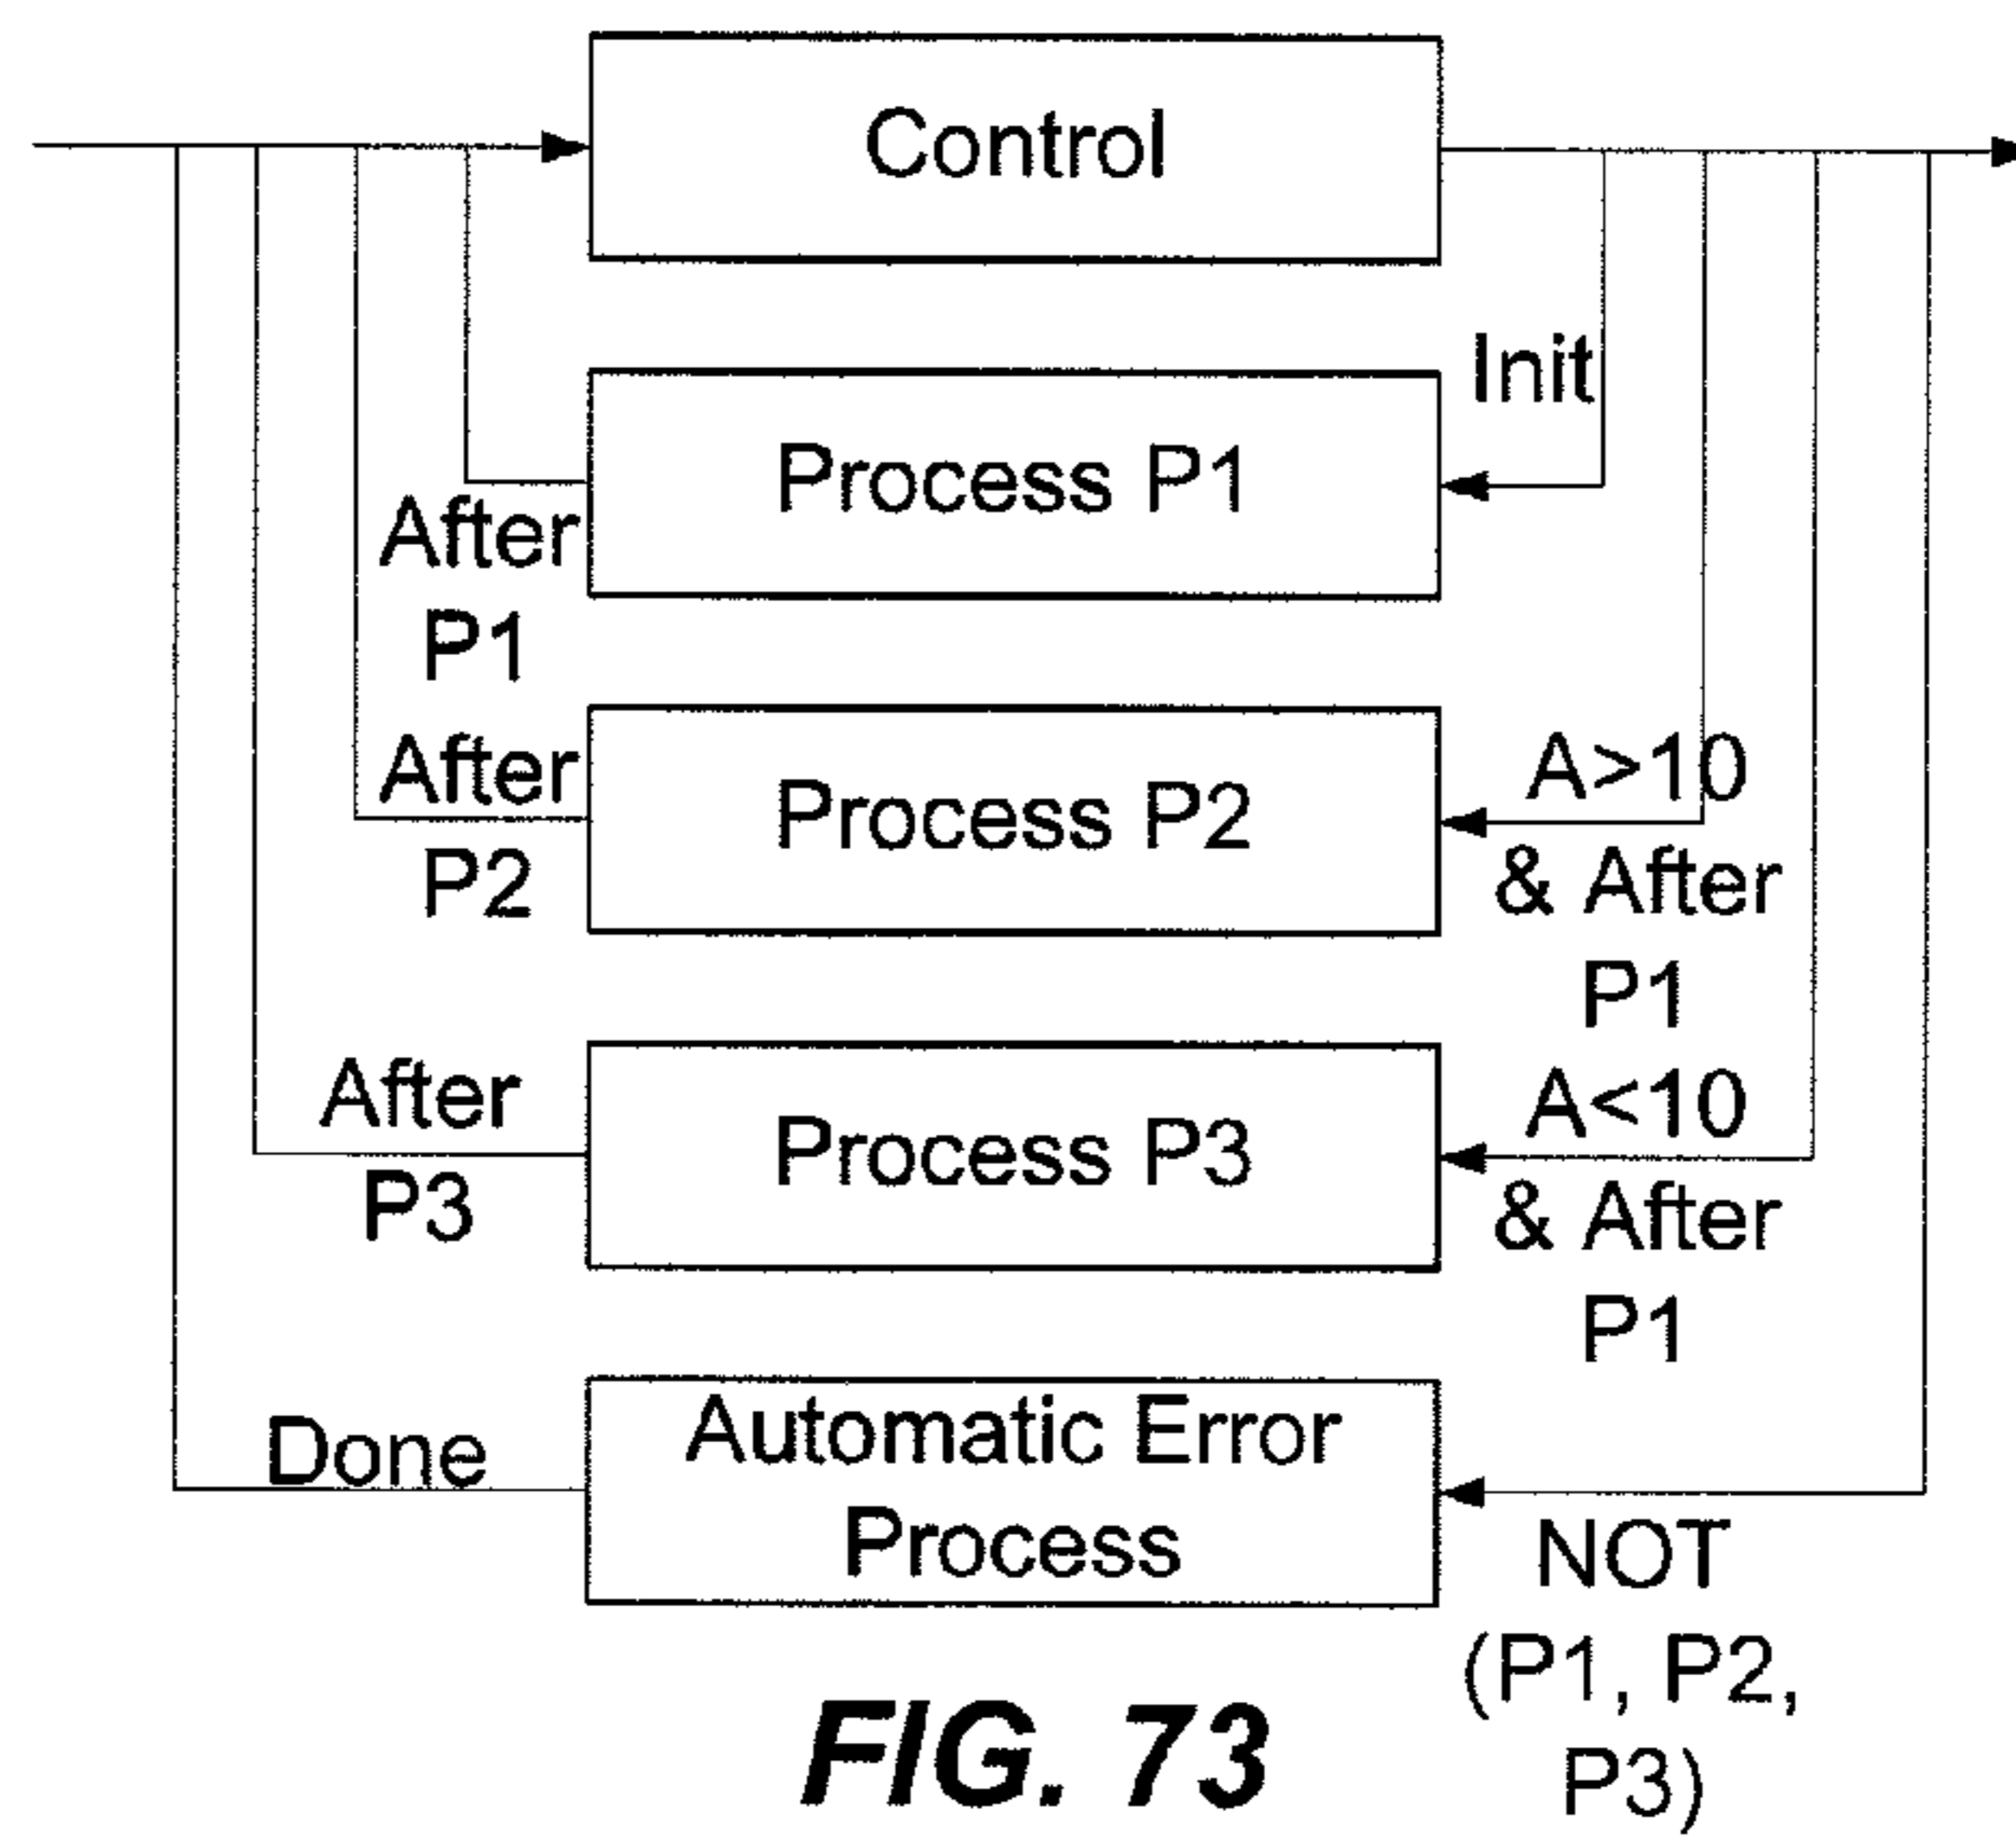 Control
Init
Process P1
After
P1
After
P2
Process P2
A>10
& After
P1
After
P3
Process P3
A<10
& After
P1
Done
Automatic Error
Process
NOT
(P1, P2,
P3)
FIG. 73